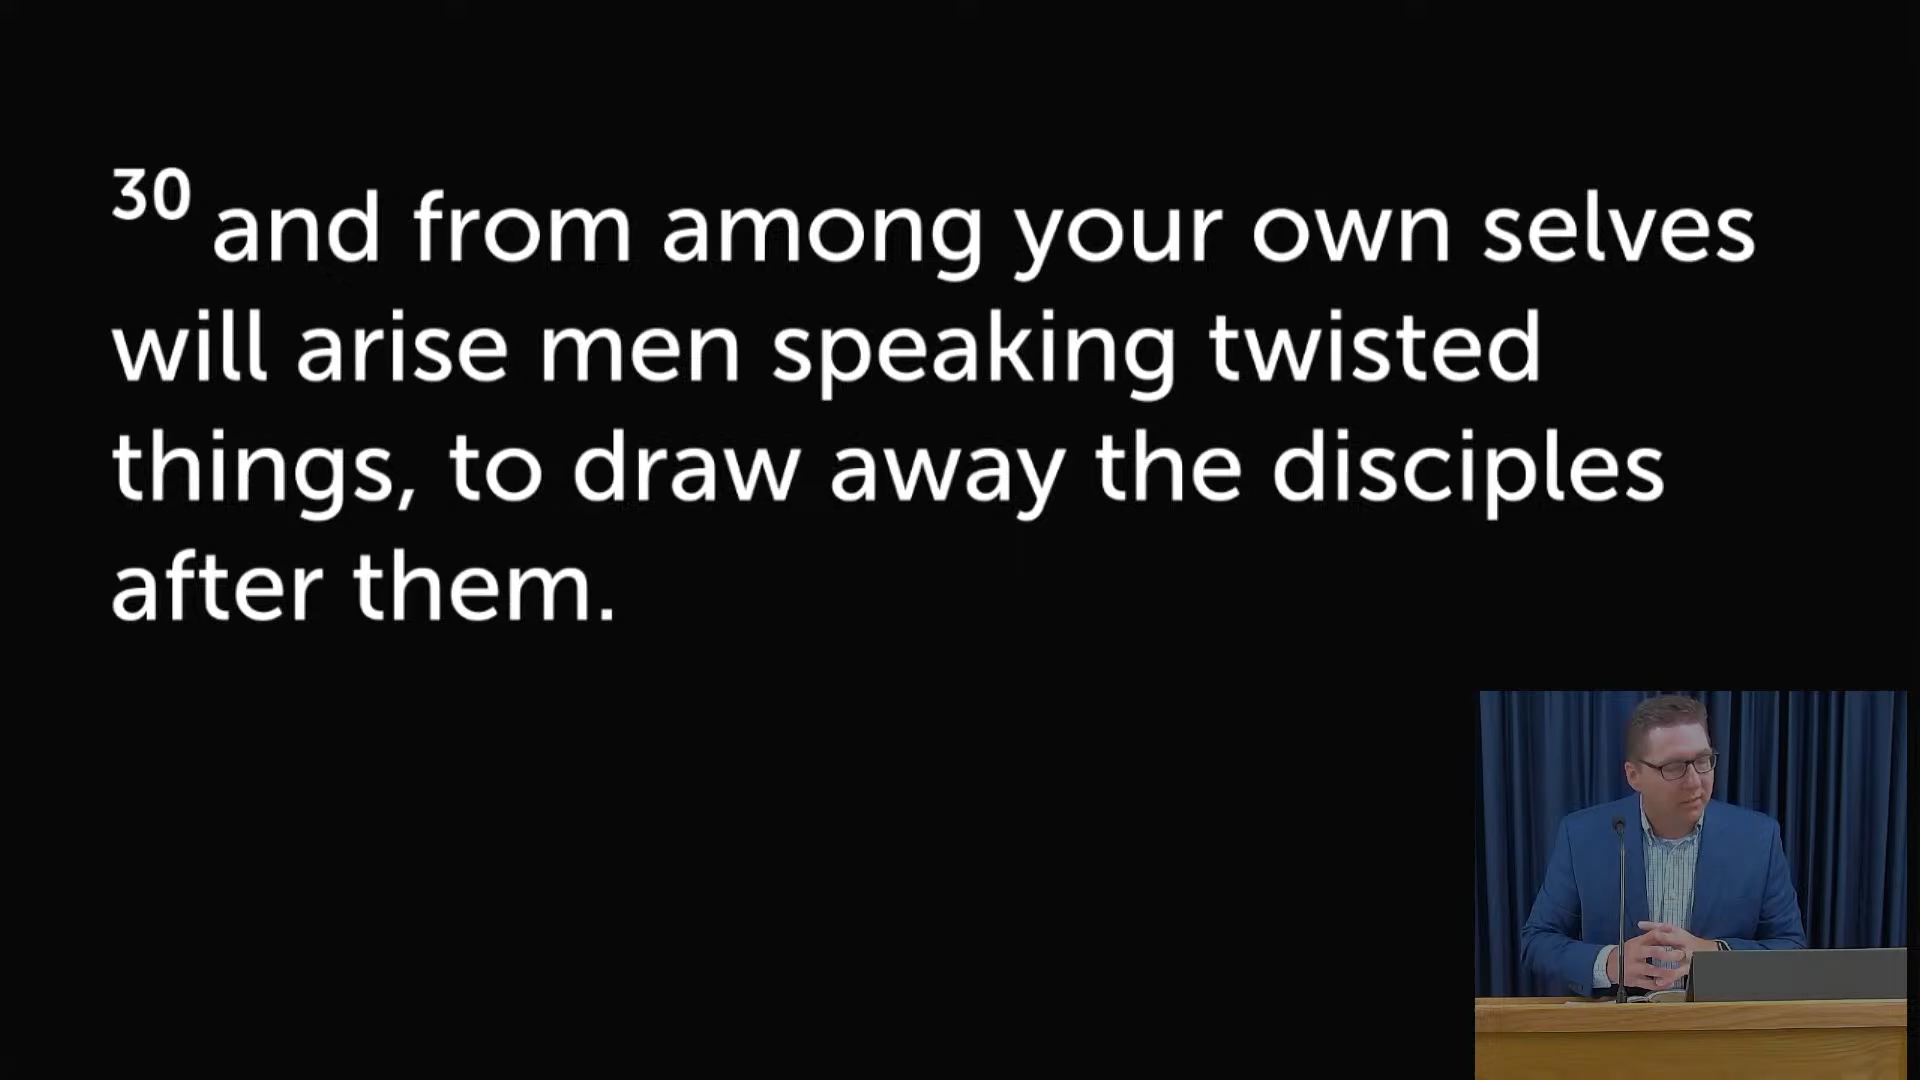 30 and from among your own selves
will arise men speaking twisted
things, to draw away the disciples
after them.